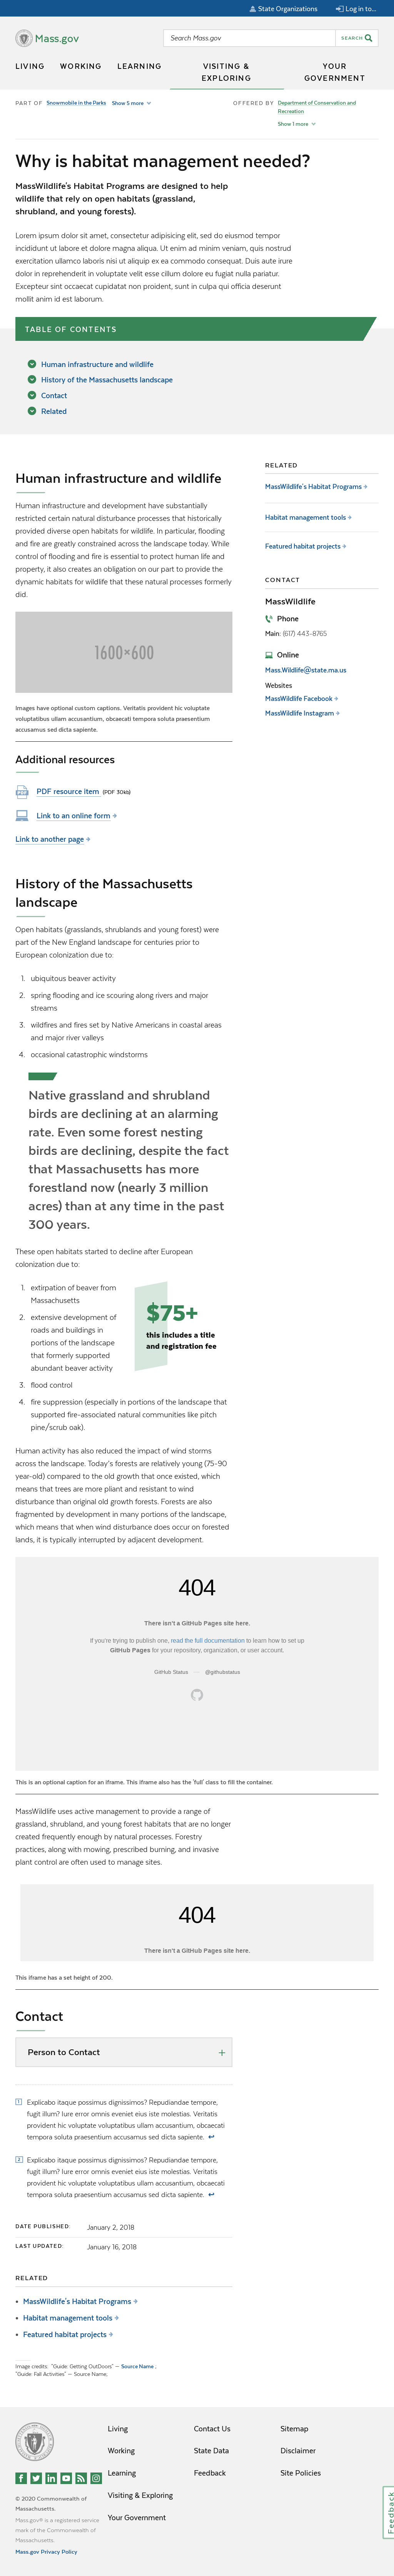 State Organizations
Log in to...
Mass.gov
Search Mass.gov
SEARCH
LIVING
WORKING
LEARNING
VISITING &
EXPLORING
YOUR
GOVERNMENT
PART OF Snowmobile in the Parks Show 5 more
OFFERED BY Department of Conservation and
Recreation
Show 1 more
Why is habitat management needed?
MassWildlife's Habitat Programs are designed to help
wildlife that rely on open habitats (grassland,
shrubland, and young forests).
Lorem ipsum dolor sit amet, consectetur adipisicing elit, sed do eiusmod tempor
incididunt ut labore et dolore magna aliqua. Ut enim ad minim veniam, quis nostrud
exercitation ullamco laboris nisi ut aliquip ex ea commodo consequat. Duis aute irure
dolor in reprehenderit in voluptate velit esse cillum dolore eu fugiat nulla pariatur.
Excepteur sint occaecat cupidatat non proident, sunt in culpa qui officia deserunt
mollit anim id est laborum.
TABLE OF CONTENTS
Human infrastructure and wildlife
History of the Massachusetts landscape
Contact
Related
Human infrastructure and wildlife
Human infrastructure and development have substantially
restricted certain natural disturbance processes that historically
provided diverse open habitats for wildlife. In particular, flooding
and fire are greatly constrained across the landscape today. While
control of flooding and fire is essential to protect human life and
property, it also creates an obligation on our part to provide the
dynamic habitats for wildlife that these natural processes formerly
did.
1600×600
Images have optional custom captions. Veritatis provident hic voluptate
voluptatibus ullam accusantium, obcaecati tempora soluta praesentium
accusamus sed dicta sapiente.
Additional resources
PDF resource item (PDF 30kb)
Link to an online form
Link to another page
RELATED
MassWildlife's Habitat Programs
Habitat management tools
Featured habitat projects
CONTACT
MassWildlife
Phone
Main: (617) 443-8765
Online
Mass.Wildlife@state.ma.us
Websites
MassWildlife Facebook
MassWildlife Instagram
History of the Massachusetts
landscape
Open habitats (grasslands, shrublands and young forest) were
part of the New England landscape for centuries prior to
European colonization due to:
1. ubiquitous beaver activity
2. spring flooding and ice scouring along rivers and major
streams
3. wildfires and fires set by Native Americans in coastal areas
and major river valleys
4. occasional catastrophic windstorms
Native grassland and shrubland
birds are declining at an alarming
rate. Even some forest nesting
birds are declining, despite the fact
that Massachusetts has more
forestland now (nearly 3 million
acres) than at any time in the past
300 years.
These open habitats started to decline after European
colonization due to:
1. extirpation of beaver from
Massachusetts
2. extensive development of
roads and buildings in
portions of the landscape
that formerly supported
abundant beaver activity
3. flood control
4. fire suppression (especially in portions of the landscape that
supported fire-associated natural communities like pitch
pine/scrub oak).
$75+
this includes a title
and registration fee
Human activity has also reduced the impact of wind storms
across the landscape. Today's forests are relatively young (75-90
year-old) compared to the old growth that once existed, which
means that trees are more pliant and resistant to wind
disturbance than original old growth forests. Forests are also
fragmented by development in many portions of the landscape,
which means that when wind disturbance does occur on forested
lands, it is typically interrupted by adjacent development.
404
There isn't a GitHub Pages site here.
If you're trying to publish one, read the full documentation to learn how to set up
GitHub Pages for your repository, organization, or user account.
GitHub Status — @githubstatus
This is an optional caption for an iframe. This iframe also has the 'full' class to fill the container.
MassWildlife uses active management to provide a range of
grassland, shrubland, and young forest habitats that are no longer
created frequently enough by natural processes. Forestry
practices, along with mowing, prescribed burning, and invasive
plant control are often used to manage sites.
404
There isn't a GitHub Pages site here.
This iframe has a set height of 200.
Contact
Person to Contact
1 Explicabo itaque possimus dignissimos? Repudiandae tempore,
fugit illum? Iure error omnis eveniet eius iste molestias. Veritatis
provident hic voluptate voluptatibus ullam accusantium, obcaecati
tempora soluta praesentium accusamus sed dicta sapiente. ↩
2 Explicabo itaque possimus dignissimos? Repudiandae tempore,
fugit illum? Iure error omnis eveniet eius iste molestias. Veritatis
provident hic voluptate voluptatibus ullam accusantium, obcaecati
tempora soluta praesentium accusamus sed dicta sapiente. ↩
DATE PUBLISHED: January 2, 2018
LAST UPDATED: January 16, 2018
RELATED
MassWildlife's Habitat Programs
Habitat management tools
Featured habitat projects
Image credits: "Guide: Getting OutDoors" — Source Name ,
"Guide: Fall Activities" — Source Name,
Living
Working
Learning
Visiting & Exploring
Your Government
Contact Us
State Data
Feedback
Sitemap
Disclaimer
Site Policies
© 2020 Commonwealth of
Massachusetts.
Mass.gov® is a registered service
mark of the Commonwealth of
Massachusetts.
Mass.gov Privacy Policy
Feedback